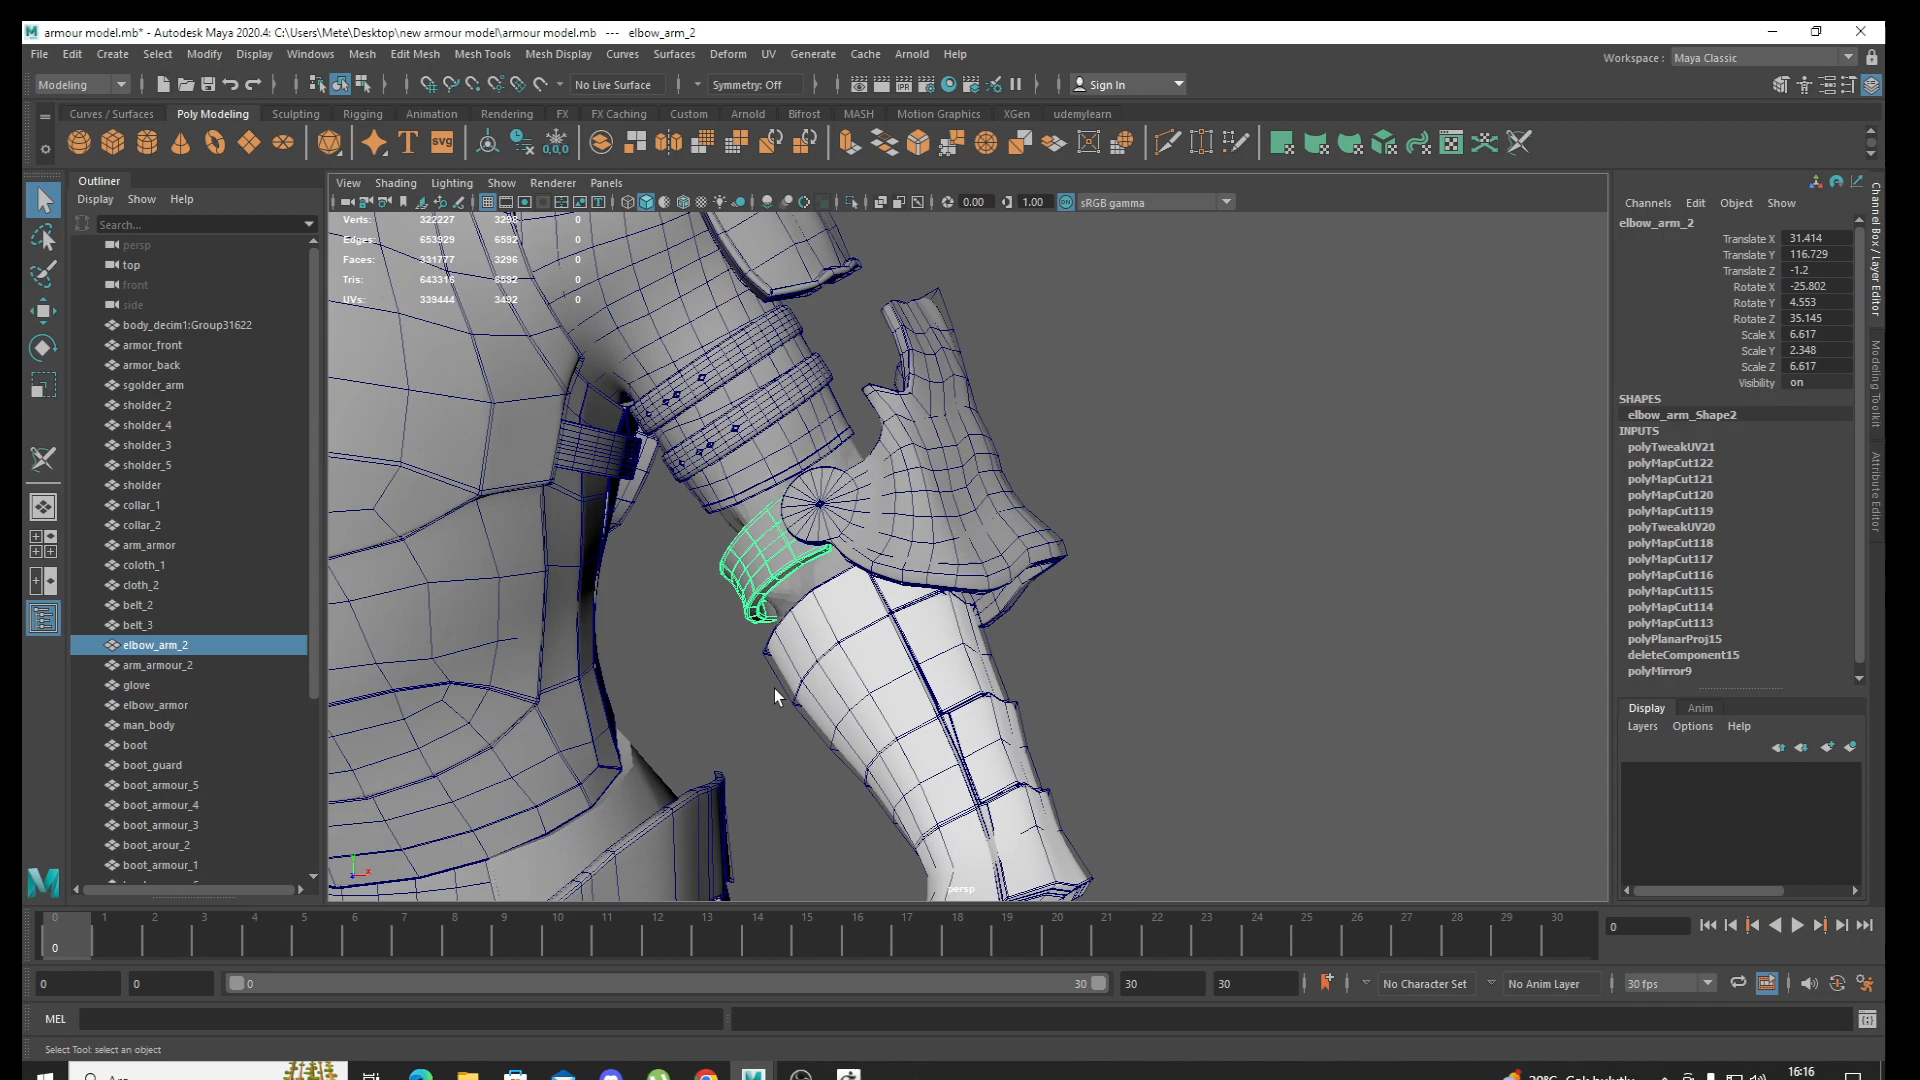 armour model.mb* - Autodesk Maya 2020.4: C:\Users\Mete\Desktop\new armour model\armour model.mb --- elbow_arm_2
File Edit Create Select Modify Display Windows Mesh Edit Mesh Mesh Tools Mesh Display Curves Surfaces Deform UV Generate Cache Arnold Help
Workspace : Maya Classic
Modeling No Live Surface Symmetry: Off Sign In
Curves / Surfaces Poly Modeling Sculpting Rigging Animation Rendering FX FX Caching Custom Arnold Bifrost MASH Motion Graphics XGen udemylearn
T SVG 0,0,0
Outliner
Display Show Help
Search...
persp
top
front
side
body_decim1:Group31622
armor_front
armor_back
sgolder_arm
sholder_2
sholder_4
sholder_3
sholder_5
sholder
collar_1
collar_2
arm_armor
coloth_1
cloth_2
belt_2
belt_3
elbow_arm_2
arm_armour_2
glove
elbow_armor
man_body
boot
boot_guard
boot_armour_5
boot_armour_4
boot_armour_3
boot_arour_2
boot_armour_1
View Shading Lighting Show Renderer Panels
0.00 1.00 ON sRGB gamma
Verts: 322227 3298 0
Edges: 653929 6592 0
Faces: 331777 3296 0
Tris: 643316 6592 0
UVs: 339444 3492 0
persp
Channels Edit Object Show
elbow_arm_2
Translate X 31.414
Translate Y 116.729
Translate Z -1.2
Rotate X -25.802
Rotate Y 4.553
Rotate Z 35.145
Scale X 6.617
Scale Y 2.348
Scale Z 6.617
Visibility on
SHAPES
elbow_arm_Shape2
INPUTS
polyTweakUV21
polyMapCut122
polyMapCut121
polyMapCut120
polyMapCut119
polyTweakUV20
polyMapCut118
polyMapCut117
polyMapCut116
polyMapCut115
polyMapCut114
polyMapCut113
polyPlanarProj15
deleteComponent15
polyMirror9
Display Anim
Layers Options Help
Channel Box / Layer Editor
Modeling Toolkit
Attribute Editor
0 1 2 3 4 5 6 7 8 9 10 11 12 13 14 15 16 17 18 19 20 21 22 23 24 25 26 27 28 29 30
0
0
0 0 0 30 30 30 No Character Set No Anim Layer 30 fps
MEL
Select Tool: select an object
16:16